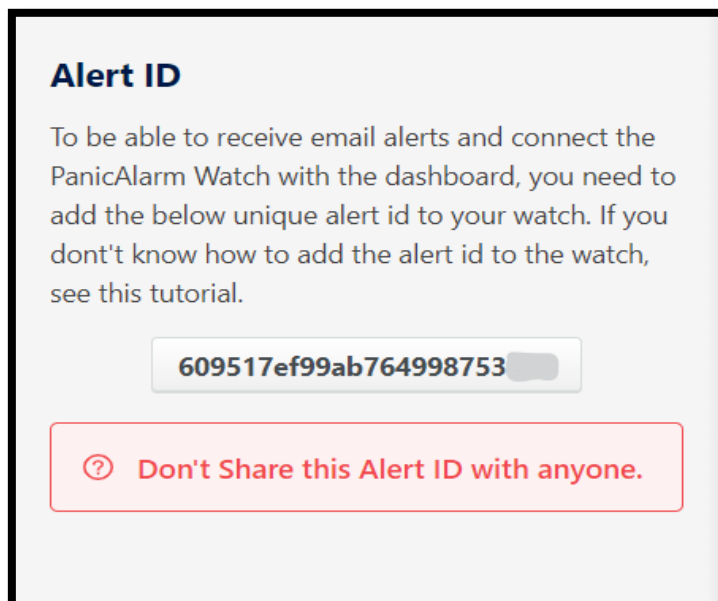 Alert ID
To be able to receive email alerts and connect the
PanicAlarm Watch with the dashboard, you need to
add the below unique alert id to your watch. If you
dont't know how to add the alert id to the watch,
see this tutorial.
609517ef99ab764998753
Don't Share this Alert ID with anyone.